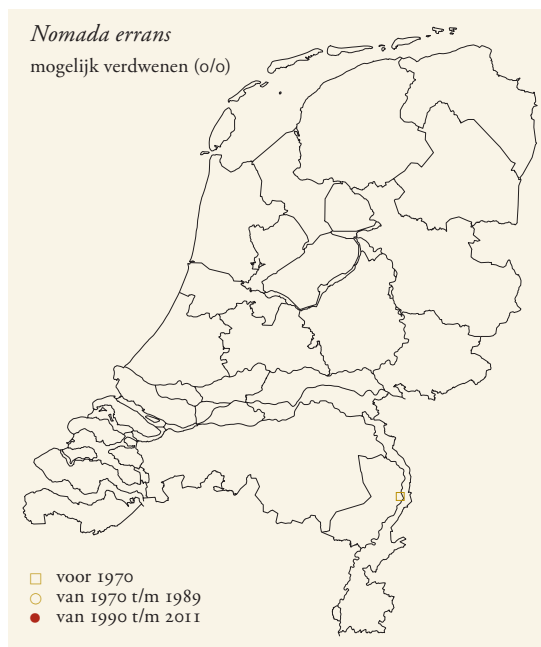 Nomada errans
mogelijk verdwenen (0/0)
voor 1970
van 1970 t/m 1989
van 1990 t/m 2011